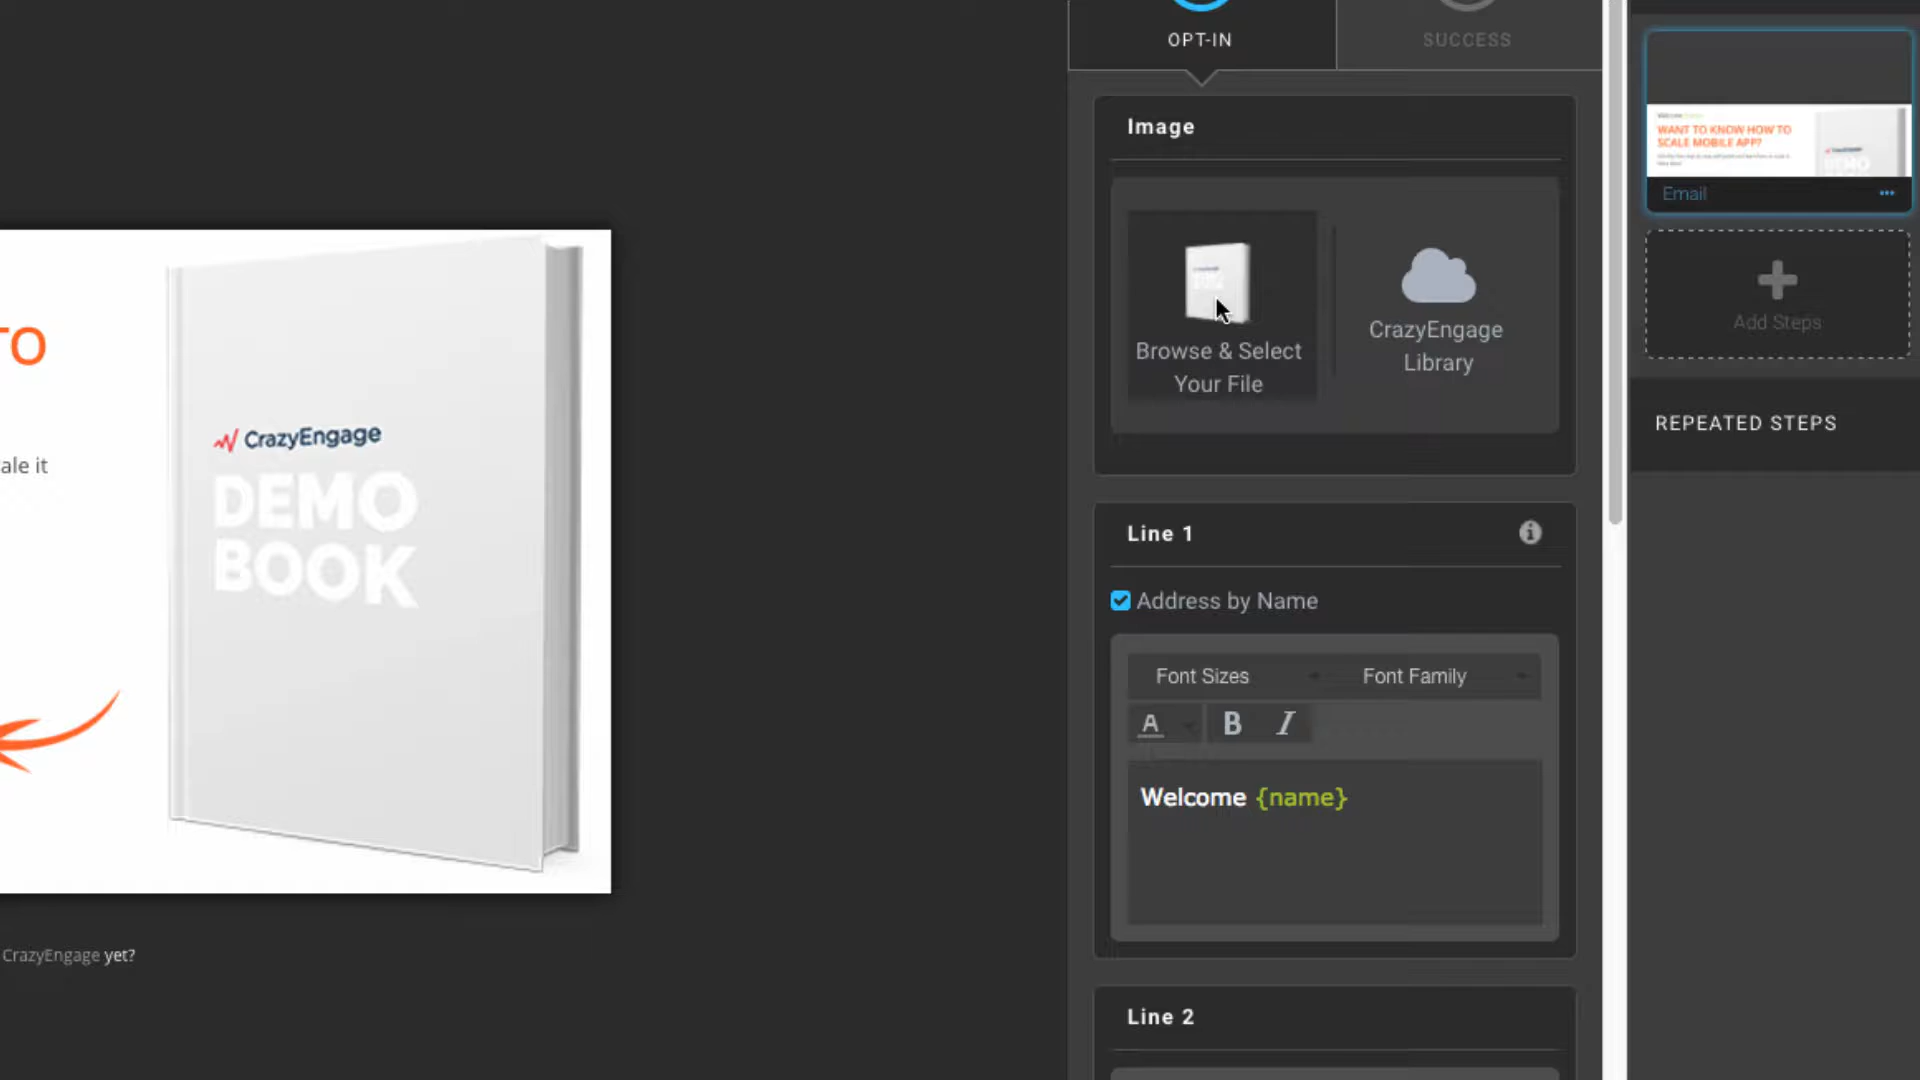 OPT-IN
SUCCESS
Image
Browse & Select
Your File
CrazyEngage
Library
Line 1
Address by Name
Font Sizes
Font Family
A
B
I
Welcome {name}
Line 2
TO
ale it
CrazyEngage
DEMO
BOOK
CrazyEngage yet?
WANT TO KNOW HOW TO
SCALE MOBILE APP?
Email
Add Steps
REPEATED STEPS